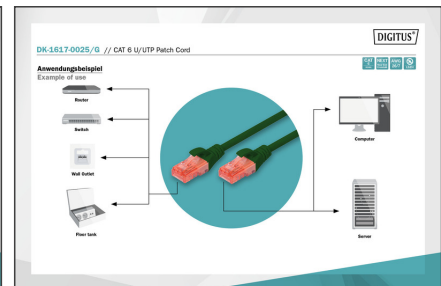 DIGITUS®
DK-1617-0025/G // CAT 6 U/UTP Patch Cord
Anwendungsbeispiel
Example of use
Router
Switch
Wall Outlet
Floor tank
Computer
Server